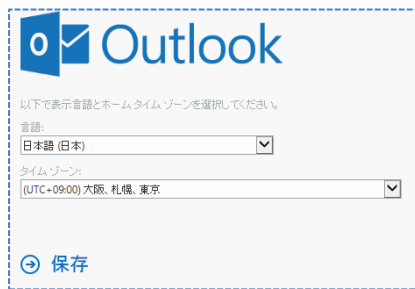 Outlook
以下で表示言語とホーム タイム ゾーンを選択してください。
言語:
日本語 (日本)
タイム ゾーン:
(UTC+09:00) 大阪、札幌、東京
保存